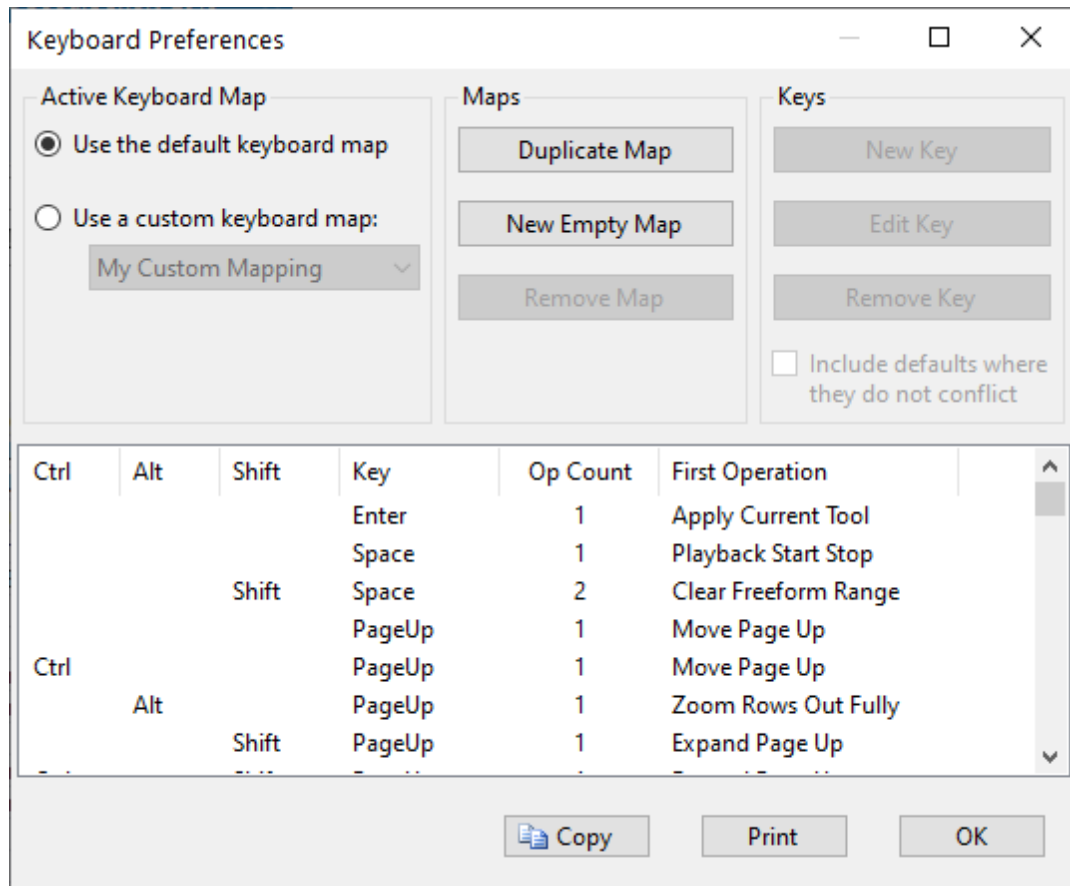 Keyboard Preferences
Active Keyboard Map
Use the default keyboard map
Use a custom keyboard map:
My Custom Mapping
Maps
Duplicate Map
New Empty Map
Remove Map
Keys
New Key
Edit Key
Remove Key
Include defaults where
they do not conflict
Ctrl Alt Shift Key Op Count First Operation
Enter 1 Apply Current Tool
Space 1 Playback Start Stop
Shift Space 2 Clear Freeform Range
PageUp 1 Move Page Up
Ctrl PageUp 1 Move Page Up
Alt PageUp 1 Zoom Rows Out Fully
Shift PageUp 1 Expand Page Up
Copy Print OK